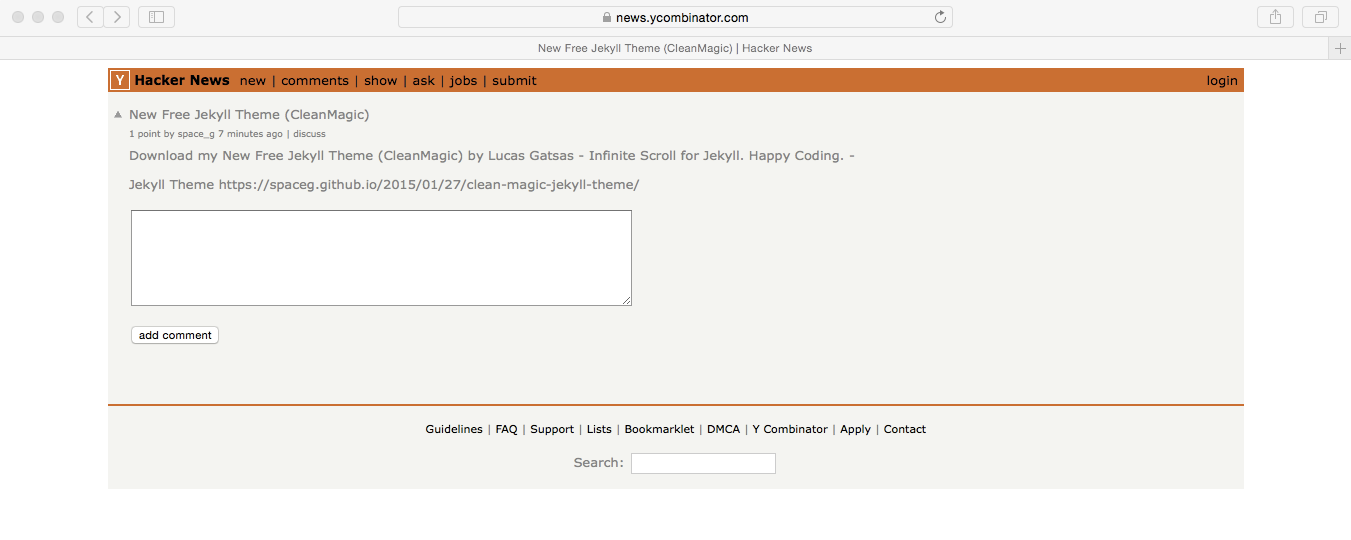 news.ycombinator.com
New Free Jekyll Theme (CleanMagic) | Hacker News
Y Hacker News new | comments | show | ask | jobs | submit login
New Free Jekyll Theme (CleanMagic)
1 point by space_g 7 minutes ago | discuss
Download my New Free Jekyll Theme (CleanMagic) by Lucas Gatsas - Infinite Scroll for Jekyll. Happy Coding. -
Jekyll Theme https://spaceg.github.io/2015/01/27/clean-magic-jekyll-theme/
add comment
Guidelines | FAQ | Support | Lists | Bookmarklet | DMCA | Y Combinator | Apply | Contact
Search: